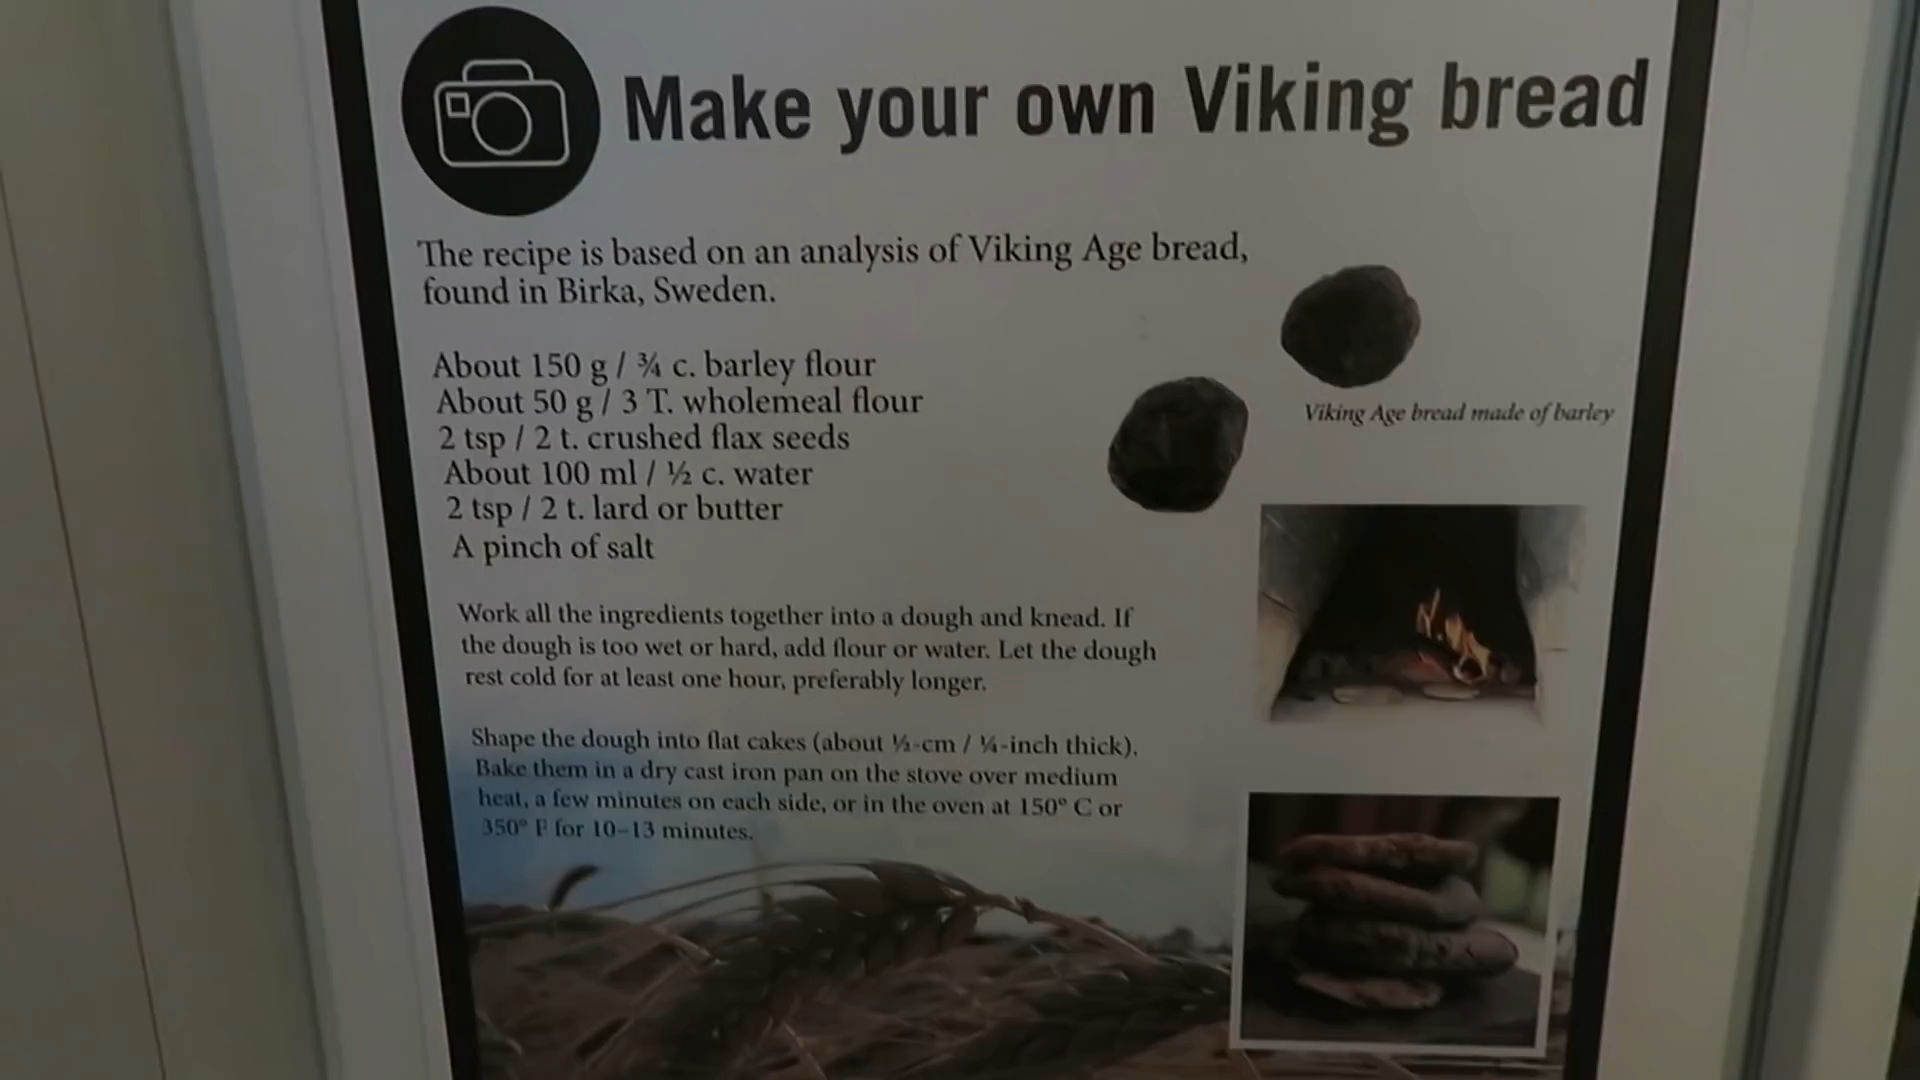 Make your own Viking bread
The recipe is based on an analysis of Viking Age bread,
found in Birka, Sweden.
About 150 g / ¾ c. barley flour
About 50 g / 3 T. wholemeal flour
2 tsp / 2 t. crushed flax seeds
About 100 ml / ½ c. water
2 tsp / 2 t. lard or butter
A pinch of salt
Viking Age bread made of barley
Work all the ingredients together into a dough and knead. If
the dough is too wet or hard, add flour or water. Let the dough
rest cold for at least one hour, preferably longer.
Shape the dough into flat cakes (about ½-cm / ¼-inch thick).
Bake them in a dry cast iron pan on the stove over medium
heat, a few minutes on each side, or in the oven at 150° C or
350° F for 10–13 minutes.